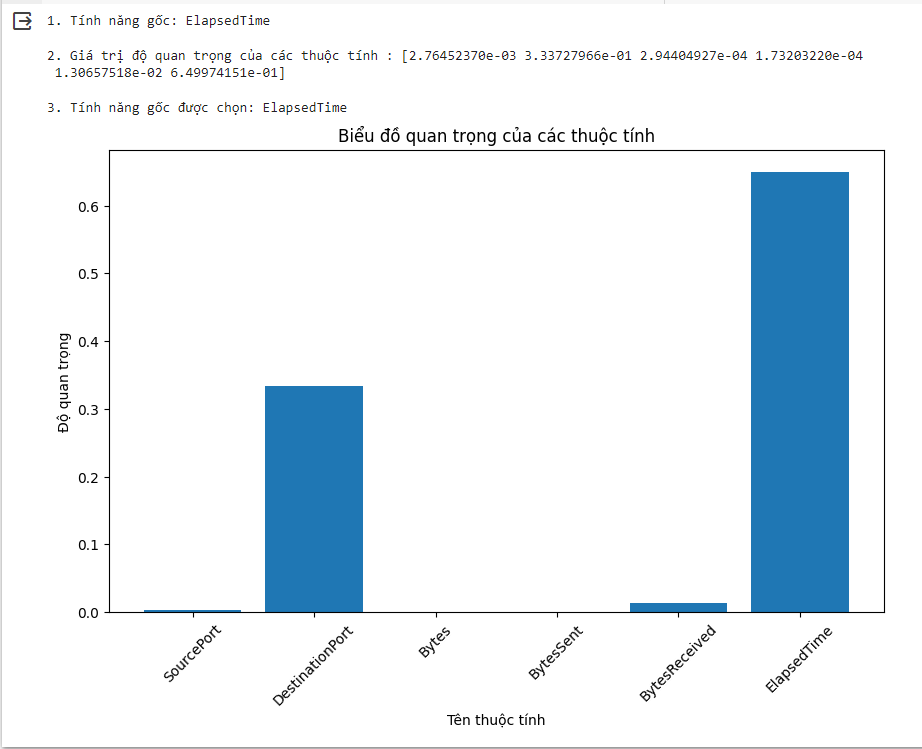 1. Tính năng gốc: ElapsedTime
2. Giá trị độ quan trọng của các thuộc tính : [2.76452370e-03 3.33727966e-01 2.94404927e-04 1.73203220e-04
1.30657518e-02 6.49974151e-01]
3. Tính năng gốc được chọn: ElapsedTime
Biểu đồ quan trọng của các thuộc tính
Độ quan trọng
0.6
0.5
0.4
0.3
0.2
0.1
0.0
SourcePort
DestinationPort
Bytes
BytesSent
BytesReceived
ElapsedTime
Tên thuộc tính